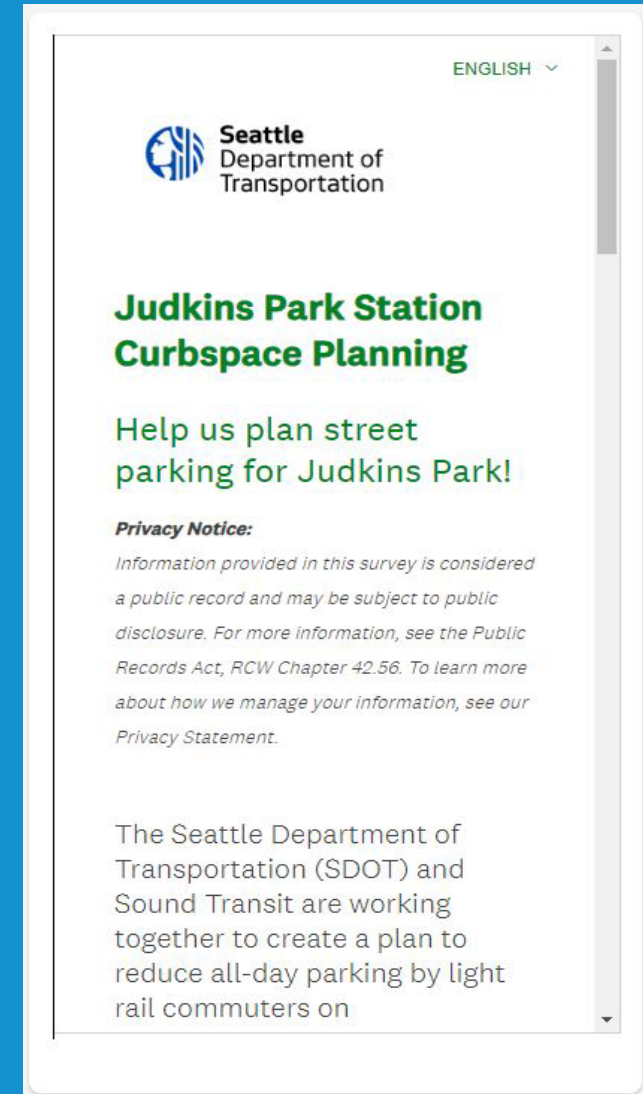 ENGLISH
Seattle
Department of
Transportation
Judkins Park Station
Curbspace Planning
Help us plan street
parking for Judkins Park!
Privacy Notice:
Information provided in this survey is considered
a public record and may be subject to public
disclosure. For more information, see the Public
Records Act, RCW Chapter 42.56. To learn more
about how we manage your information, see our
Privacy Statement.
The Seattle Department of
Transportation (SDOT) and
Sound Transit are working
together to create a plan to
reduce all-day parking by light
rail commuters on